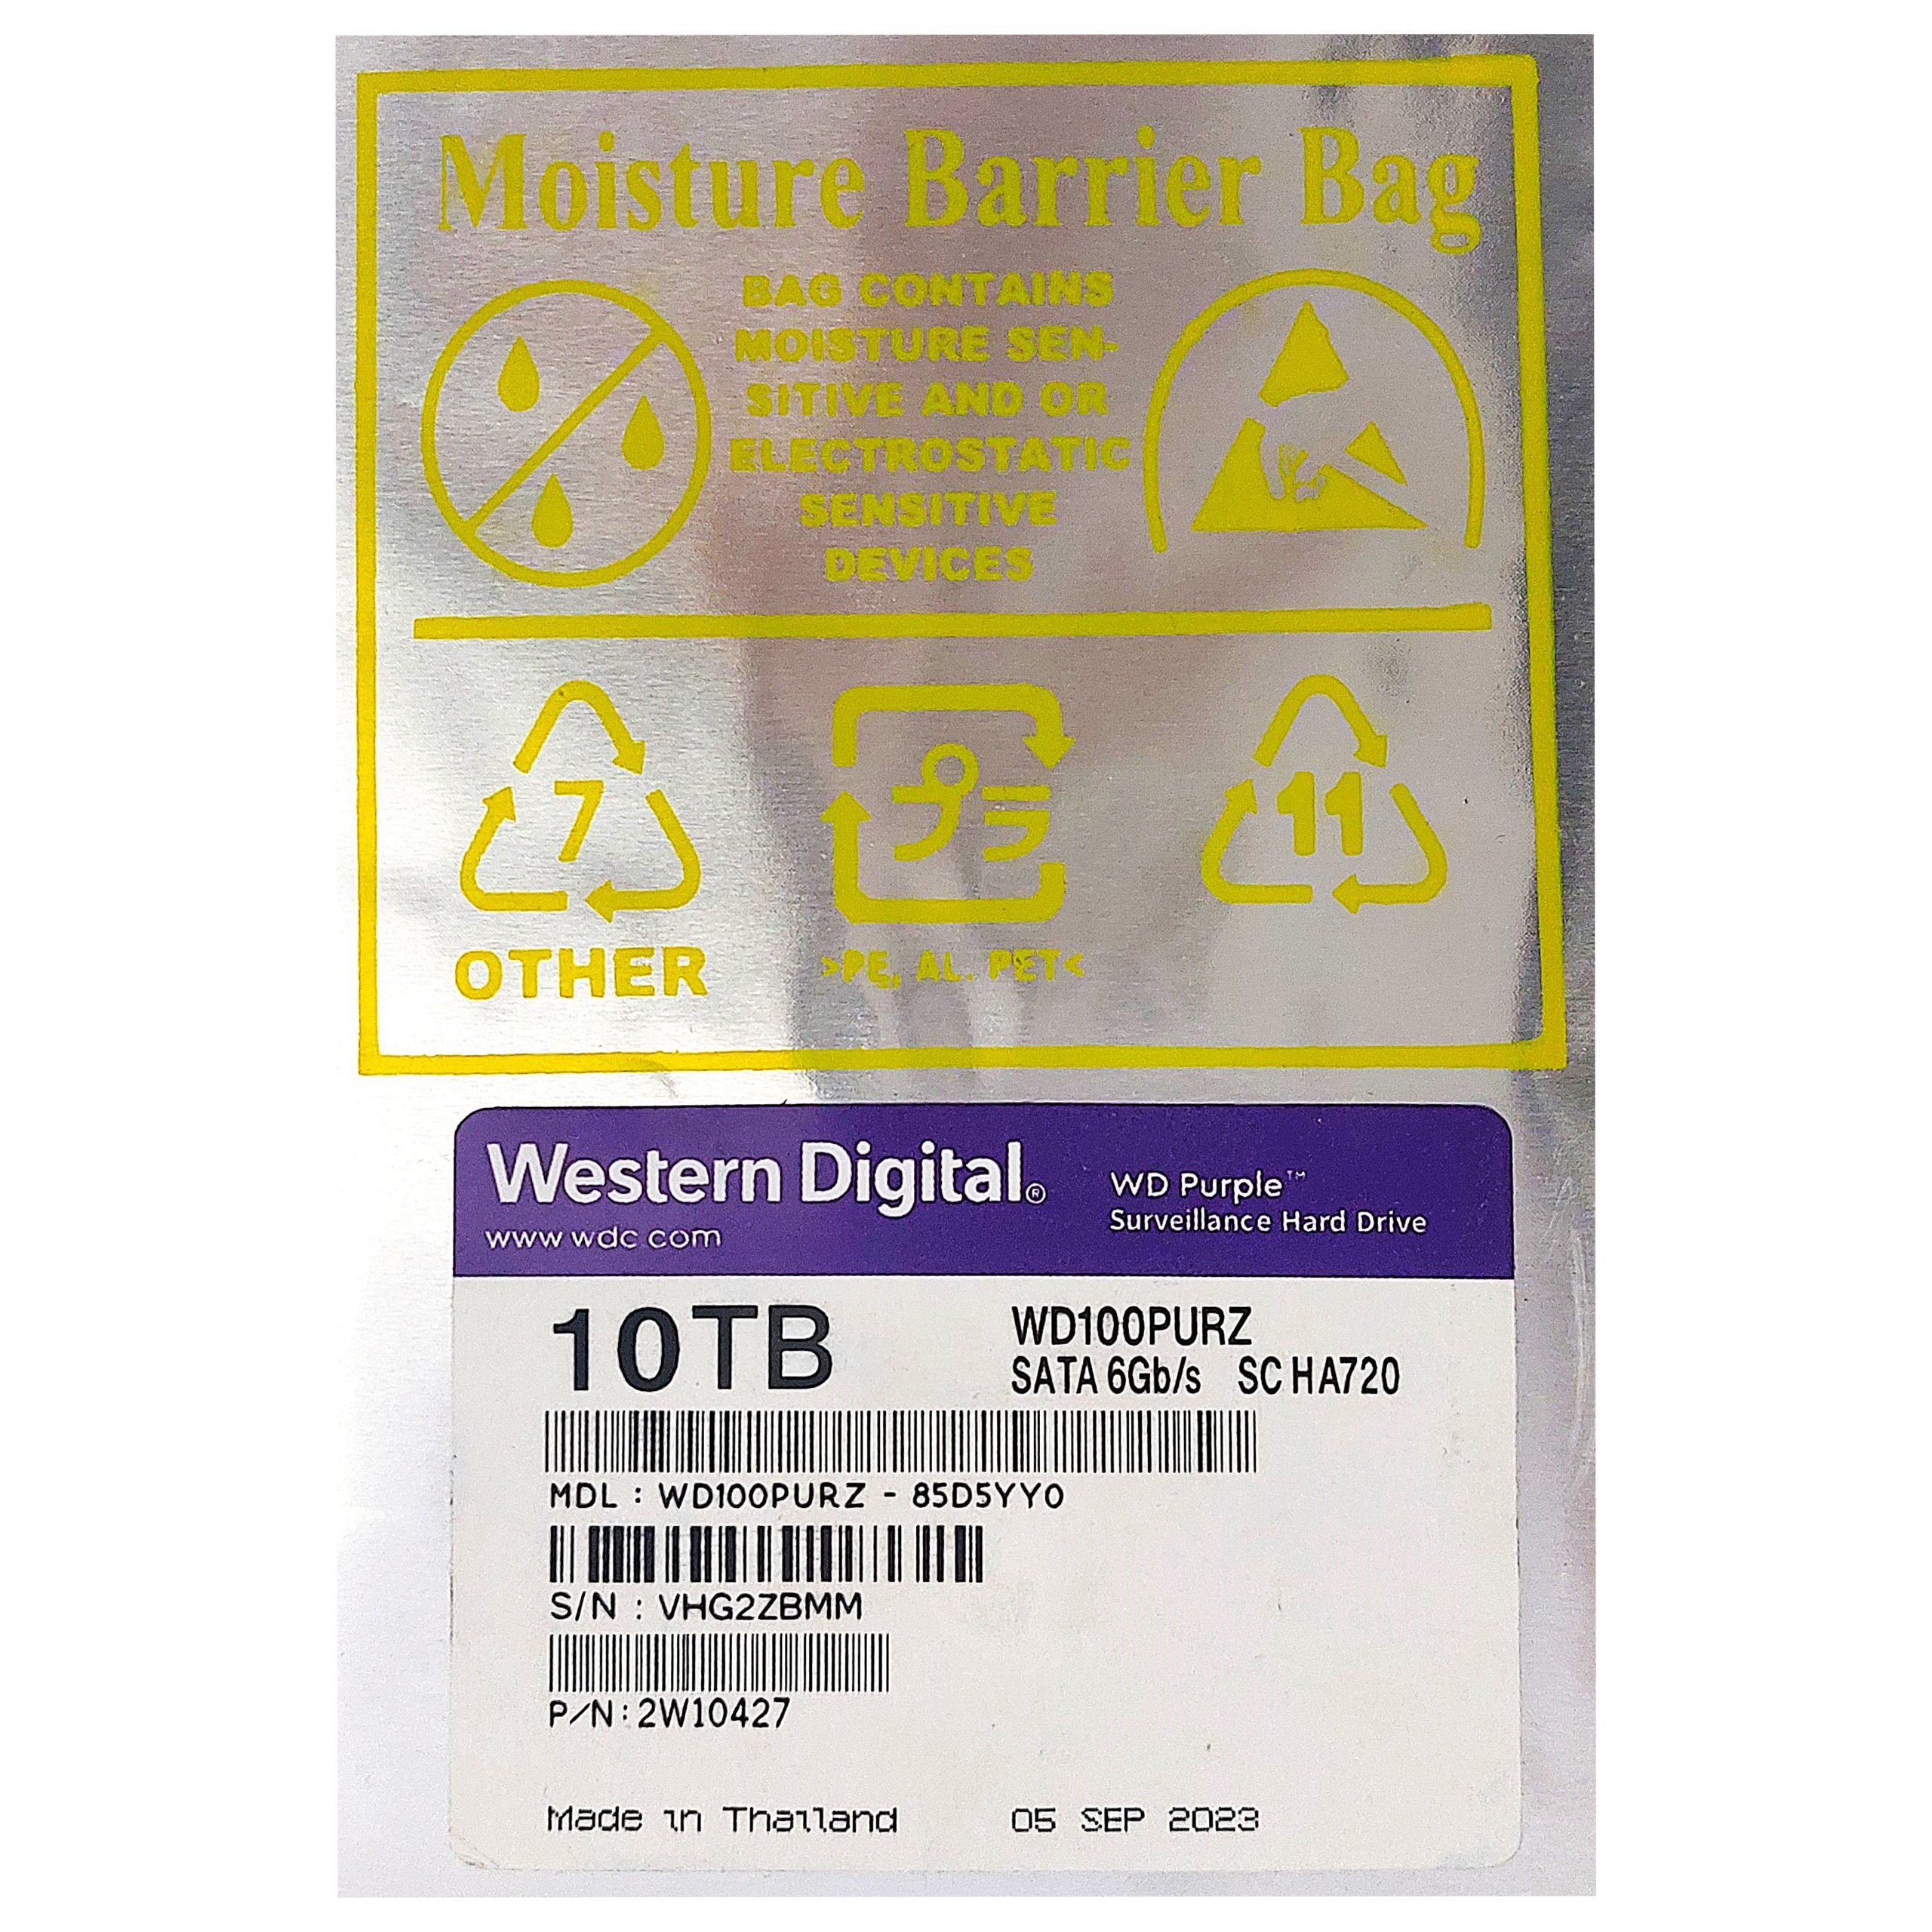 Moisture Barrier Bag
BAG CONTAINS
MOISTURE SEN-
SITIVE AND OR
ELECTROSTATIC
SENSITIVE
DEVICES
7
プラ
11
OTHER
>PE, AL. PET<
Western Digital®
WD Purple™
Surveillance Hard Drive
www wdc com
10TB
WD100PURZ
SATA 6Gb/s SC HA720
MDL : WD100PURZ - 85D5YY0
S/N : VHG2ZBMM
P/N: 2W10427
Made in Thailand 05 SEP 2023